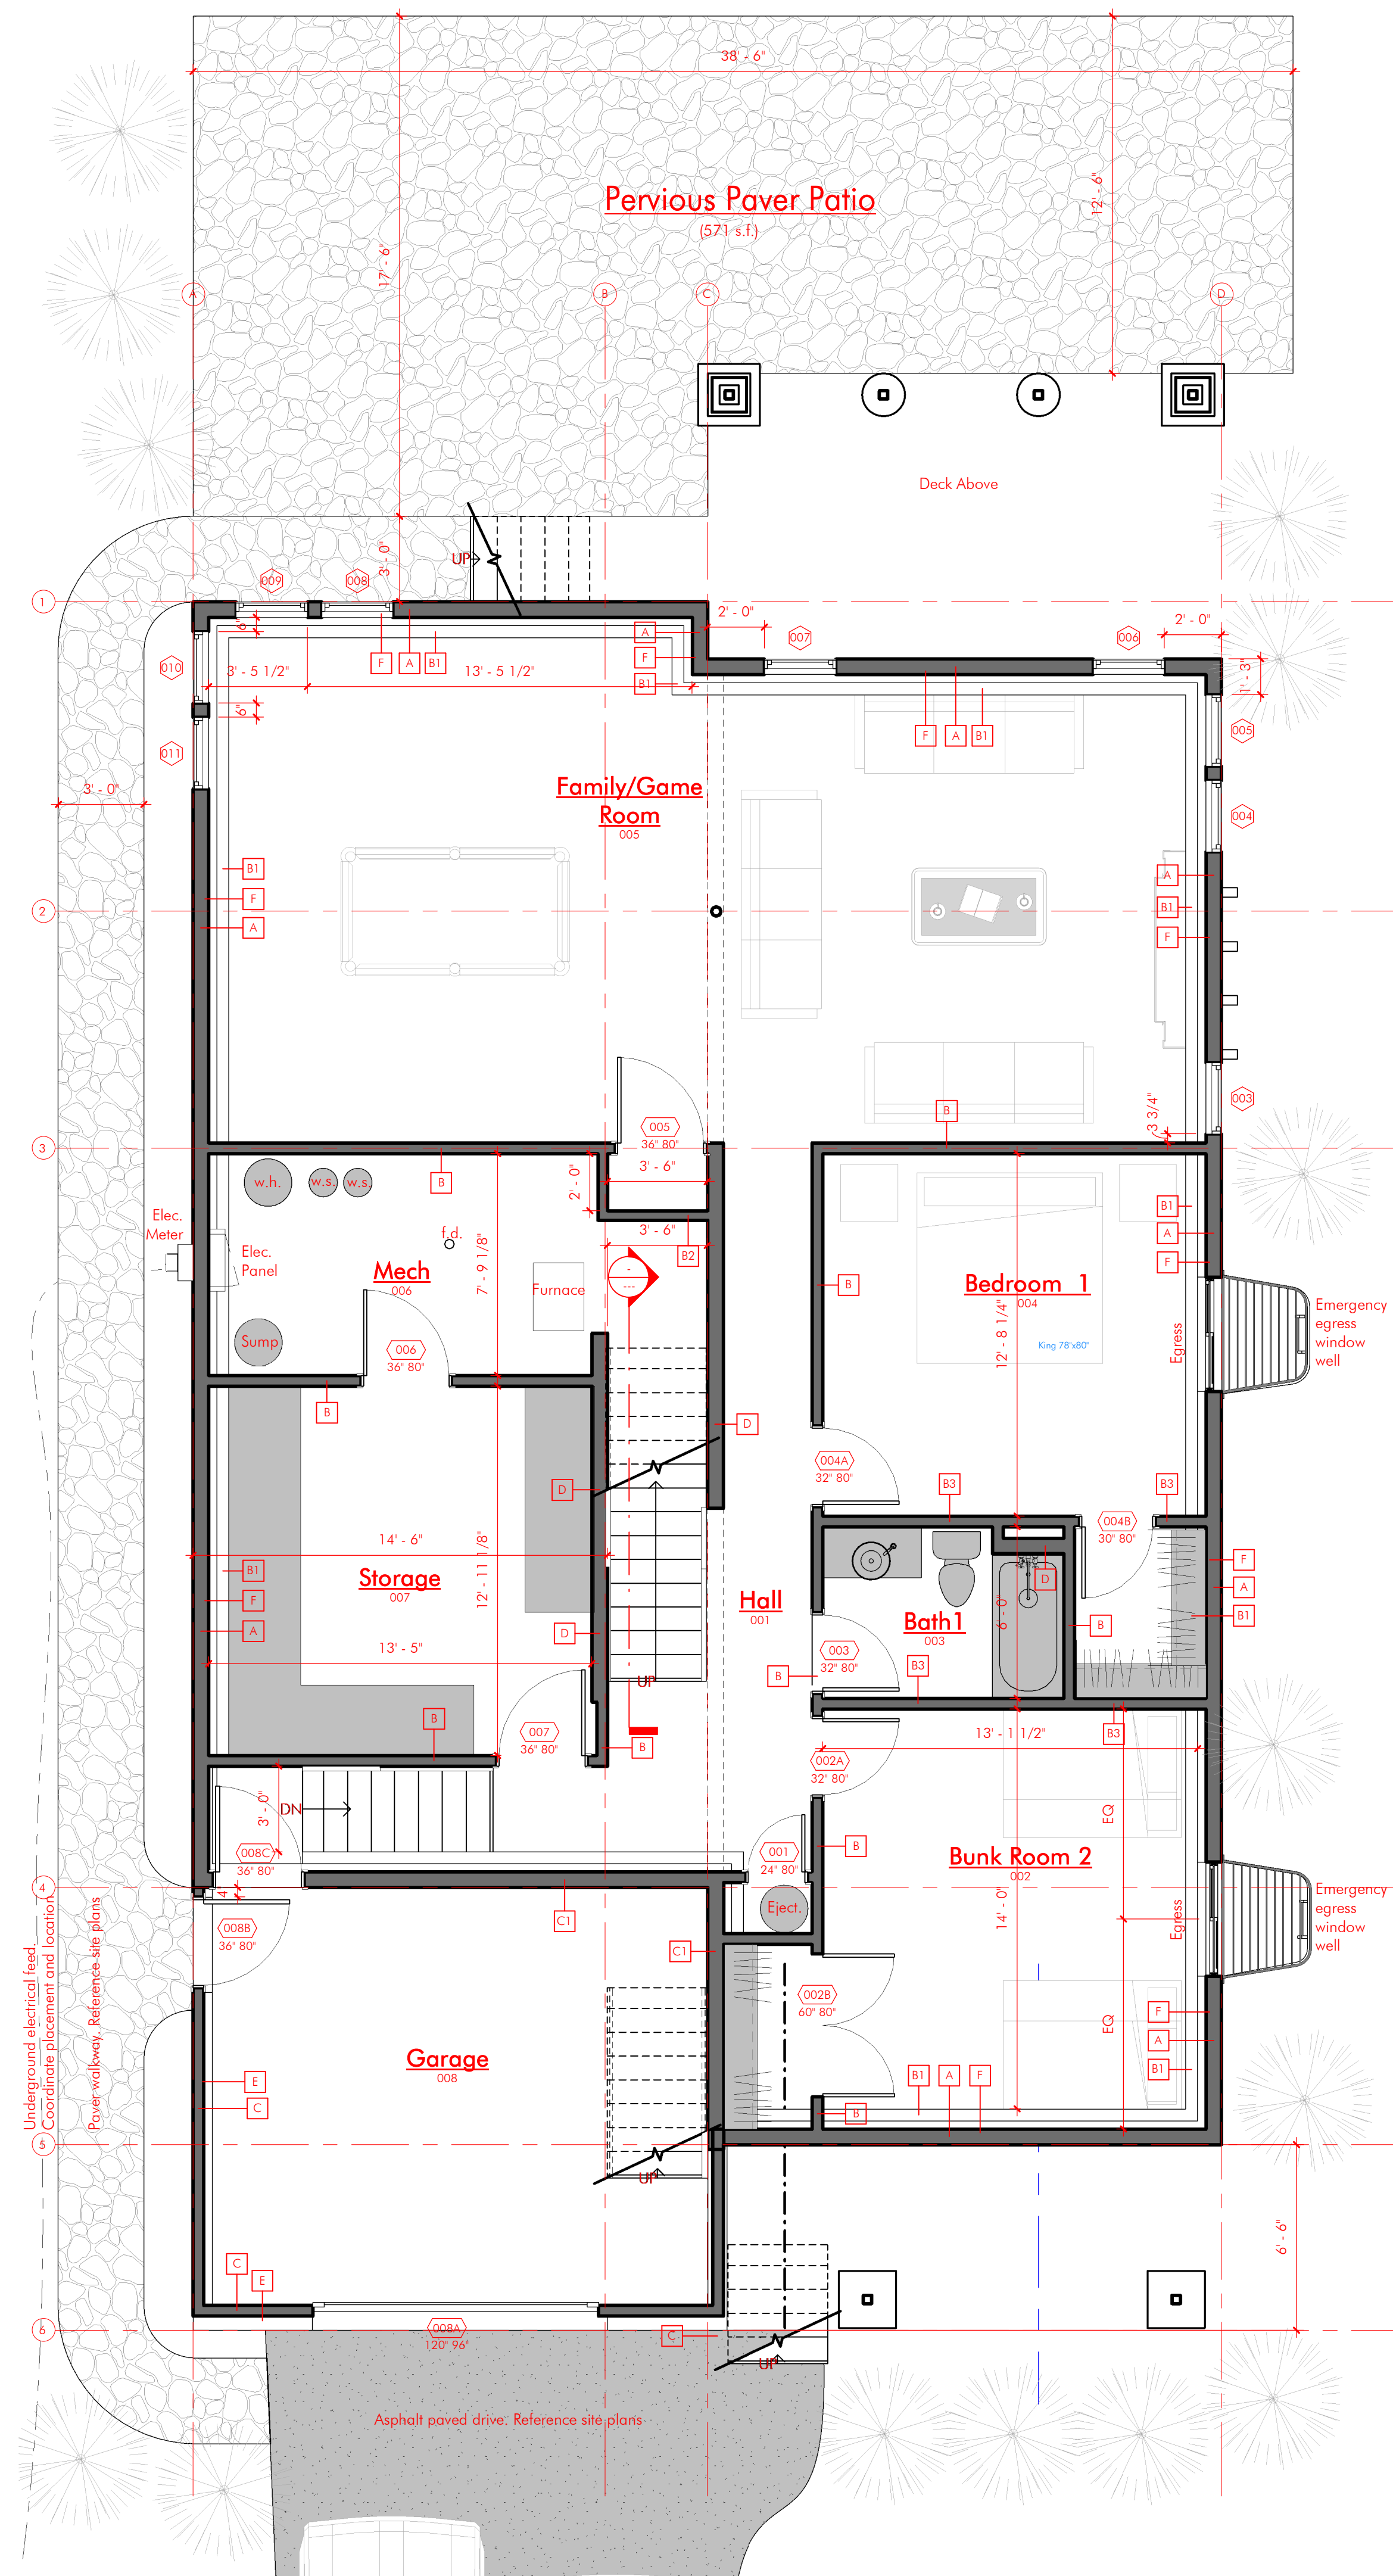 38' - 6"
Pervious Paver Patio
(571 s.f.)
12' - 6"
17' - 6"
A
B
C
D
Deck Above
UP
3' - 0"
009
008
1
6"
A
2' - 0"
007
006
2' - 0"
010
3' - 5 1/2"
F
A
B1
13' - 5 1/2"
F
B1
1' - 3"
6"
011
F
A
B1
005
3' - 0"
Family/Game
Room
005
004
B1
F
A
A
B1
F
2
003
3 3/4"
B
005
36" 80"
3
B
3' - 6"
2' - 0"
w.h.
w.s.
w.s.
Elec.
Meter
f.d.
3' - 6"
B2
B1
A
F
Elec.
Panel
Mech
006
7' - 9 1/8"
Furnace
-
---
B
Bedroom 1
004
12' - 8 1/4"
King 78"x80"
Egress
Emergency
egress
window
well
Sump
006
36" 80"
B
D
004A
32" 80"
D
B3
B3
004B
30" 80"
14' - 6"
12' - 11 1/8"
Storage
007
B1
F
A
Hall
001
Bath1
003
6' - 0"
D
B
F
A
B1
D
13' - 5"
003
32" 80"
B
B3
UP
B
007
36" 80"
B
13' - 1 1/2"
B3
002A
32" 80"
DN
3' - 0"
EQ
008C
36" 80"
001
24" 80"
B
Bunk Room 2
002
4
4"
Eject.
14' - 0"
Egress
Emergency
egress
window
well
008B
36" 80"
C1
C1
002B
60" 80"
EQ
F
A
B1
Underground electrical feed.
Coordinate placement and location
Paver walkway. Reference site plans
Garage
008
E
C
B1
A
F
B
5
UP
6' - 6"
C
E
6
008A
120" 96"
C
UP
Asphalt paved drive. Reference site plans